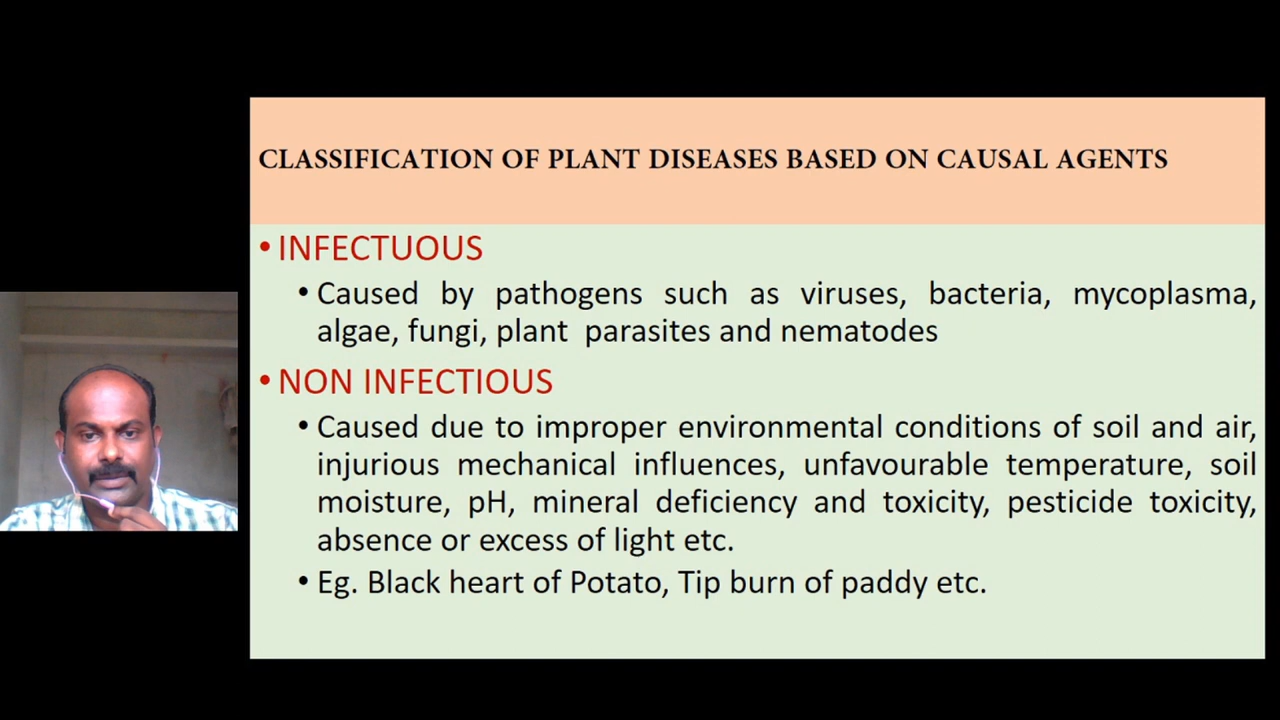 CLASSIFICATION OF PLANT DISEASES BASED ON CAUSAL AGENTS
• INFECTUOUS
• Caused by pathogens such as viruses, bacteria, mycoplasma,
algae, fungi, plant parasites and nematodes
• NON INFECTIOUS
• Caused due to improper environmental conditions of soil and air,
injurious mechanical influences, unfavourable temperature, soil
moisture, pH, mineral deficiency and toxicity, pesticide toxicity,
absence or excess of light etc.
• Eg. Black heart of Potato, Tip burn of paddy etc.